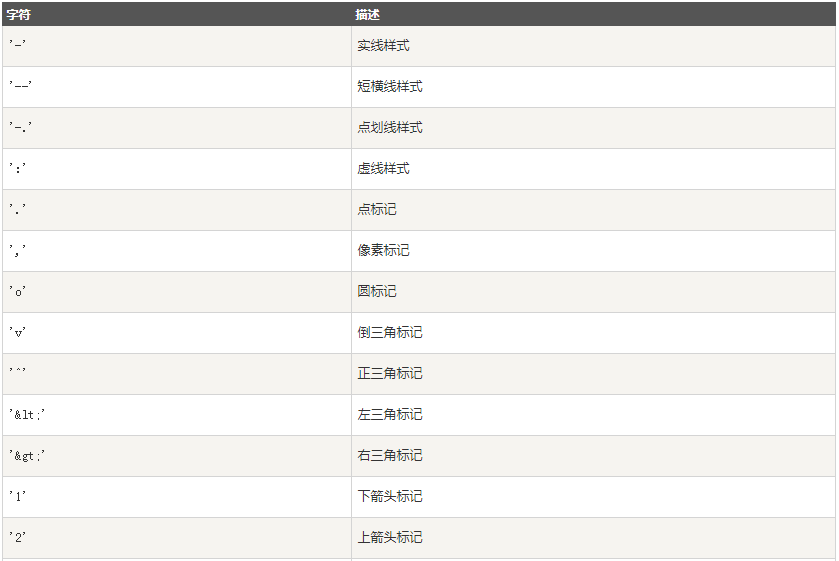 字符 描述
'-' 实线样式
'--' 短横线样式
'-.' 点划线样式
':' 虚线样式
'.' 点标记
',' 像素标记
'o' 圆标记
'v' 倒三角标记
'^' 正三角标记
'&lt;' 左三角标记
'&gt;' 右三角标记
'1' 下箭头标记
'2' 上箭头标记